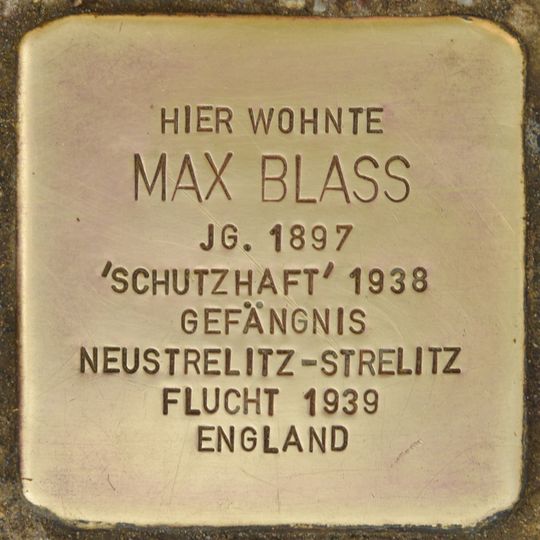 HIER WOHNTE
MAX BLASS
JG. 1897
'SCHUTZHAFT' 1938
GEFÄNGNIS
NEUSTRELITZ-STRELITZ
FLUCHT 1939
ENGLAND